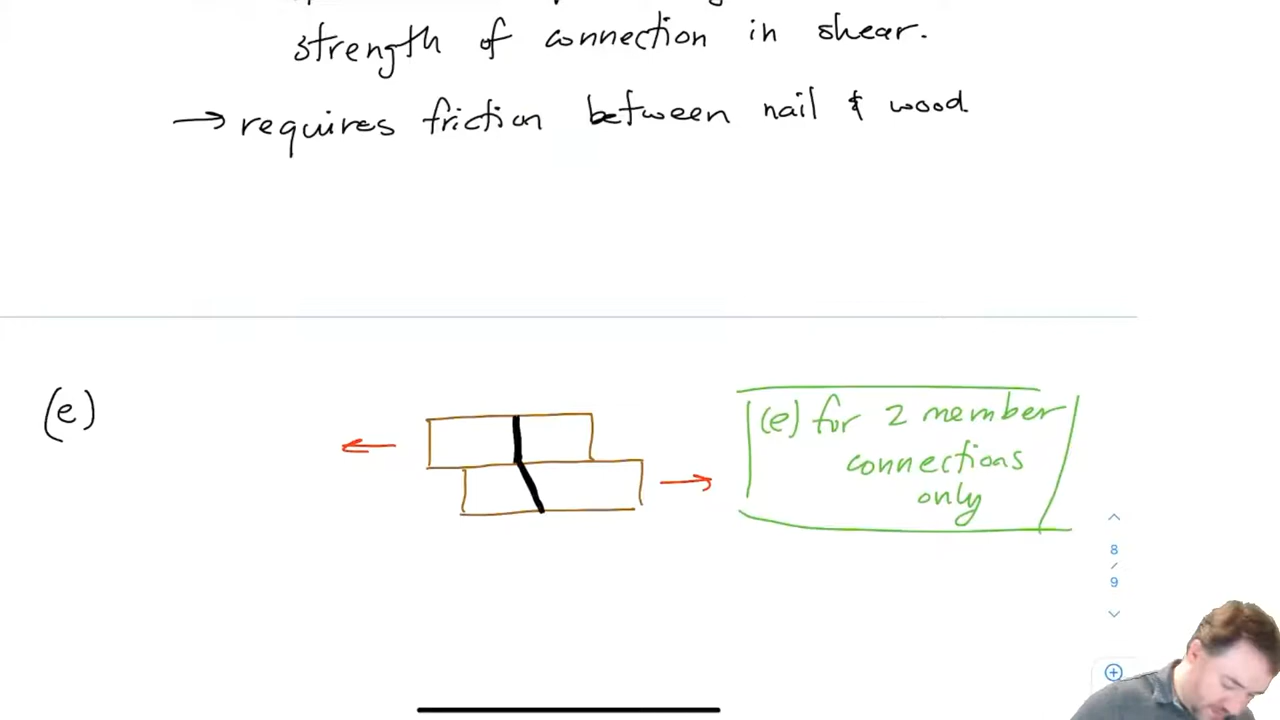 strength of connection in shear.
→ requires friction between nail & wood
(e)
(e) for 2 member
connections
only
8
/
9